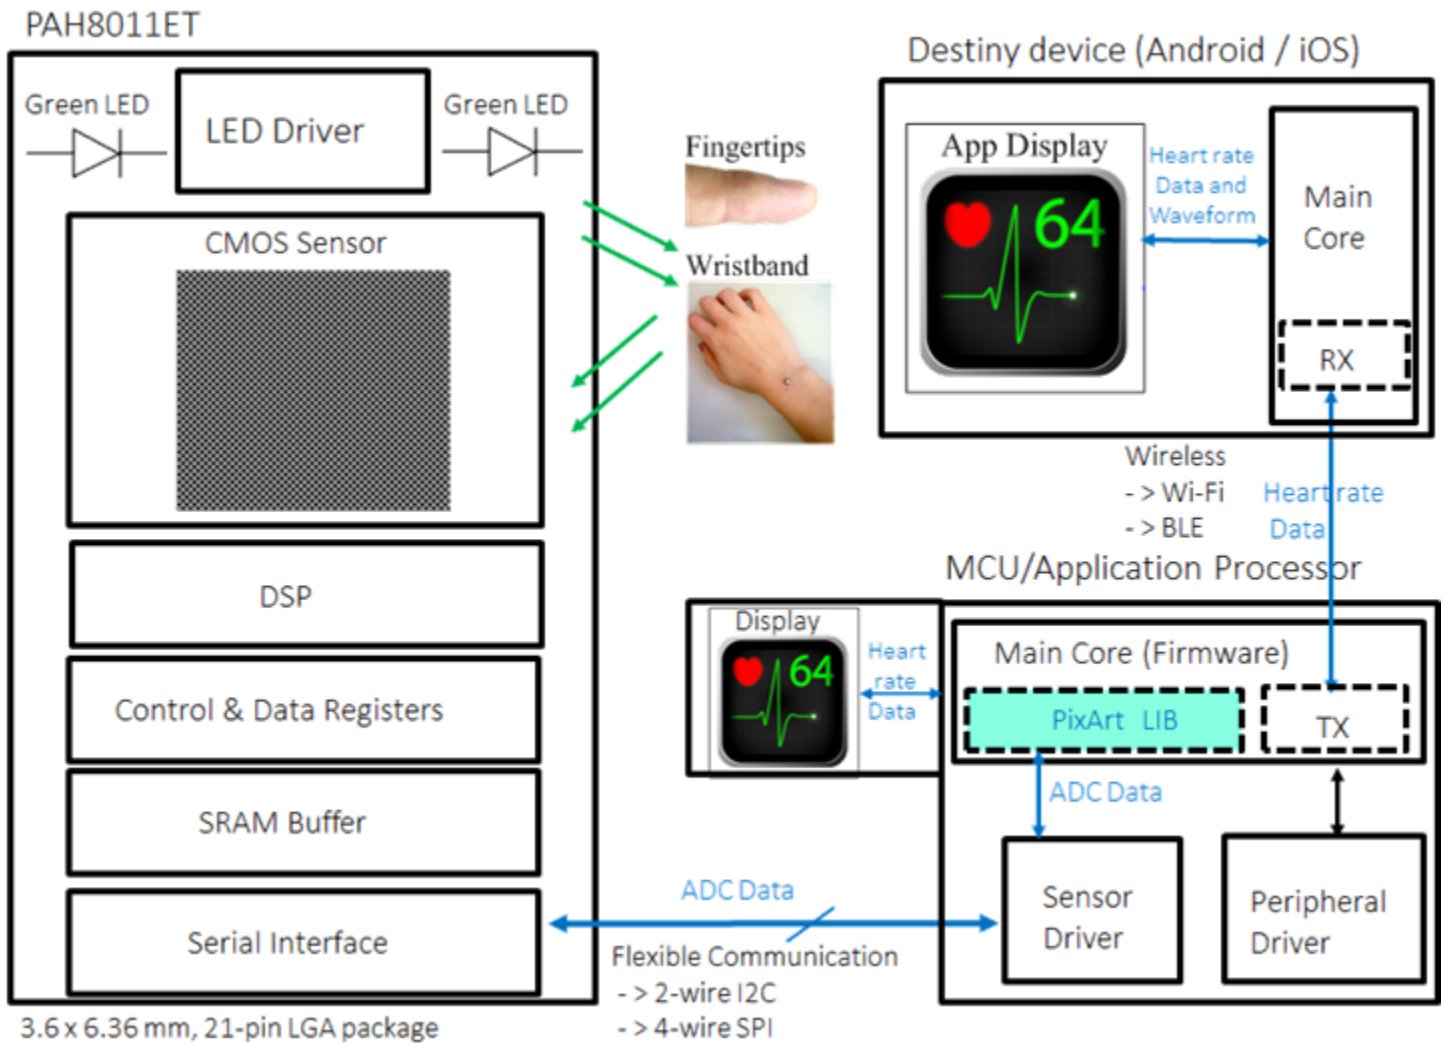 PAH8011ET
Green LED
LED Driver
Green LED
CMOS Sensor
DSP
Control & Data Registers
SRAM Buffer
Serial Interface
3.6 x 6.36 mm, 21-pin LGA package
Fingertips
Wristband
Destiny device (Android / iOS)
App Display
64
Heart rate
Data and
Waveform
Main
Core
RX
Wireless
- > Wi-Fi
- > BLE
Heart rate
Data
MCU/Application Processor
Display
64
Heart
rate
Data
Main Core (Firmware)
PixArt LIB
TX
ADC Data
Sensor
Driver
Peripheral
Driver
ADC Data
Flexible Communication
- > 2-wire I2C
- > 4-wire SPI